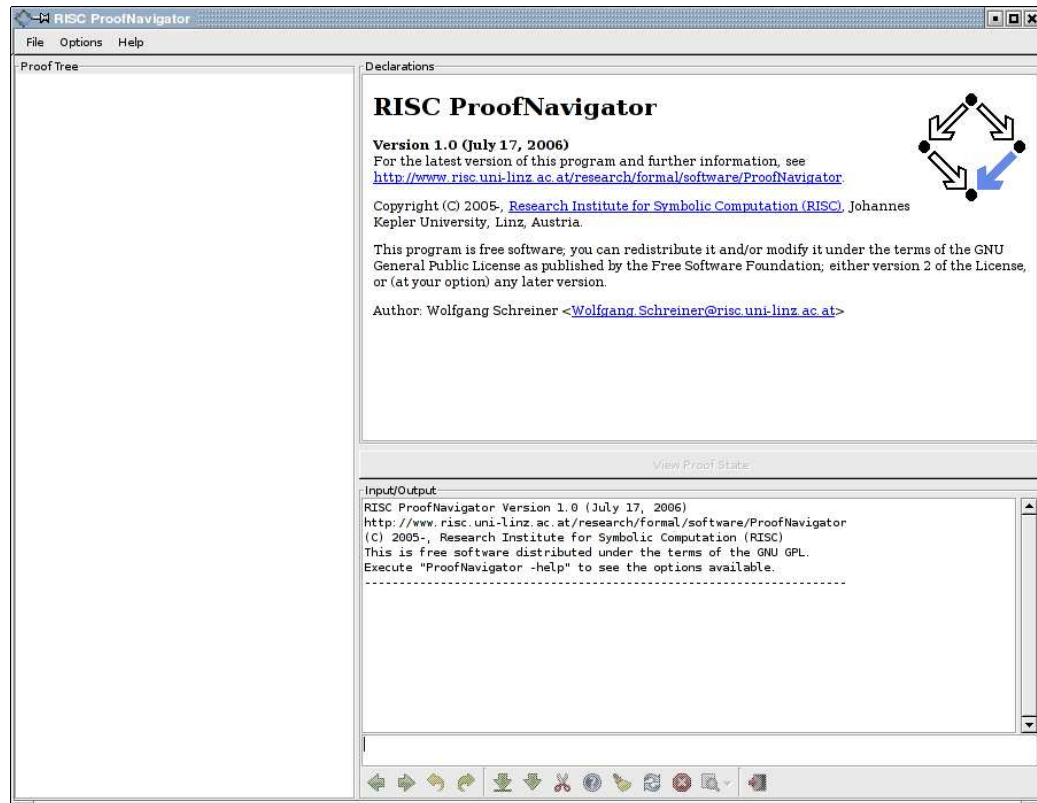 RISC ProofNavigator
File Options Help
Proof Tree
Declarations
RISC ProofNavigator
Version 1.0 (July 17, 2006)
For the latest version of this program and further information, see
http://www.risc.uni-linz.ac.at/research/formal/software/ProofNavigator.
Copyright (C) 2005-, Research Institute for Symbolic Computation (RISC), Johannes
Kepler University, Linz, Austria.
This program is free software; you can redistribute it and/or modify it under the terms of the GNU
General Public License as published by the Free Software Foundation; either version 2 of the License,
or (at your option) any later version.
Author: Wolfgang Schreiner <Wolfgang.Schreiner@risc.uni-linz.ac.at>
View Proof State
Input/Output
RISC ProofNavigator Version 1.0 (July 17, 2006)
http://www.risc.uni-linz.ac.at/research/formal/software/ProofNavigator
(C) 2005-, Research Institute for Symbolic Computation (RISC)
This is free software distributed under the terms of the GNU GPL.
Execute "ProofNavigator -help" to see the options available.
----------------------------------------------------------------------